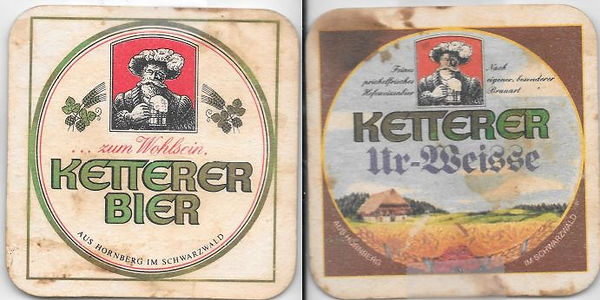 ... zum Wohlsein.
KETTERER
BIER
AUS HORNBERG IM SCHWARZWALD
Feines
prickelfrisches
Hefeweissbier
Nach
eigener, besonderer
Brauart
KETTERER
Ur-Weisse
AUS HORNBERG
IM SCHWARZWALD